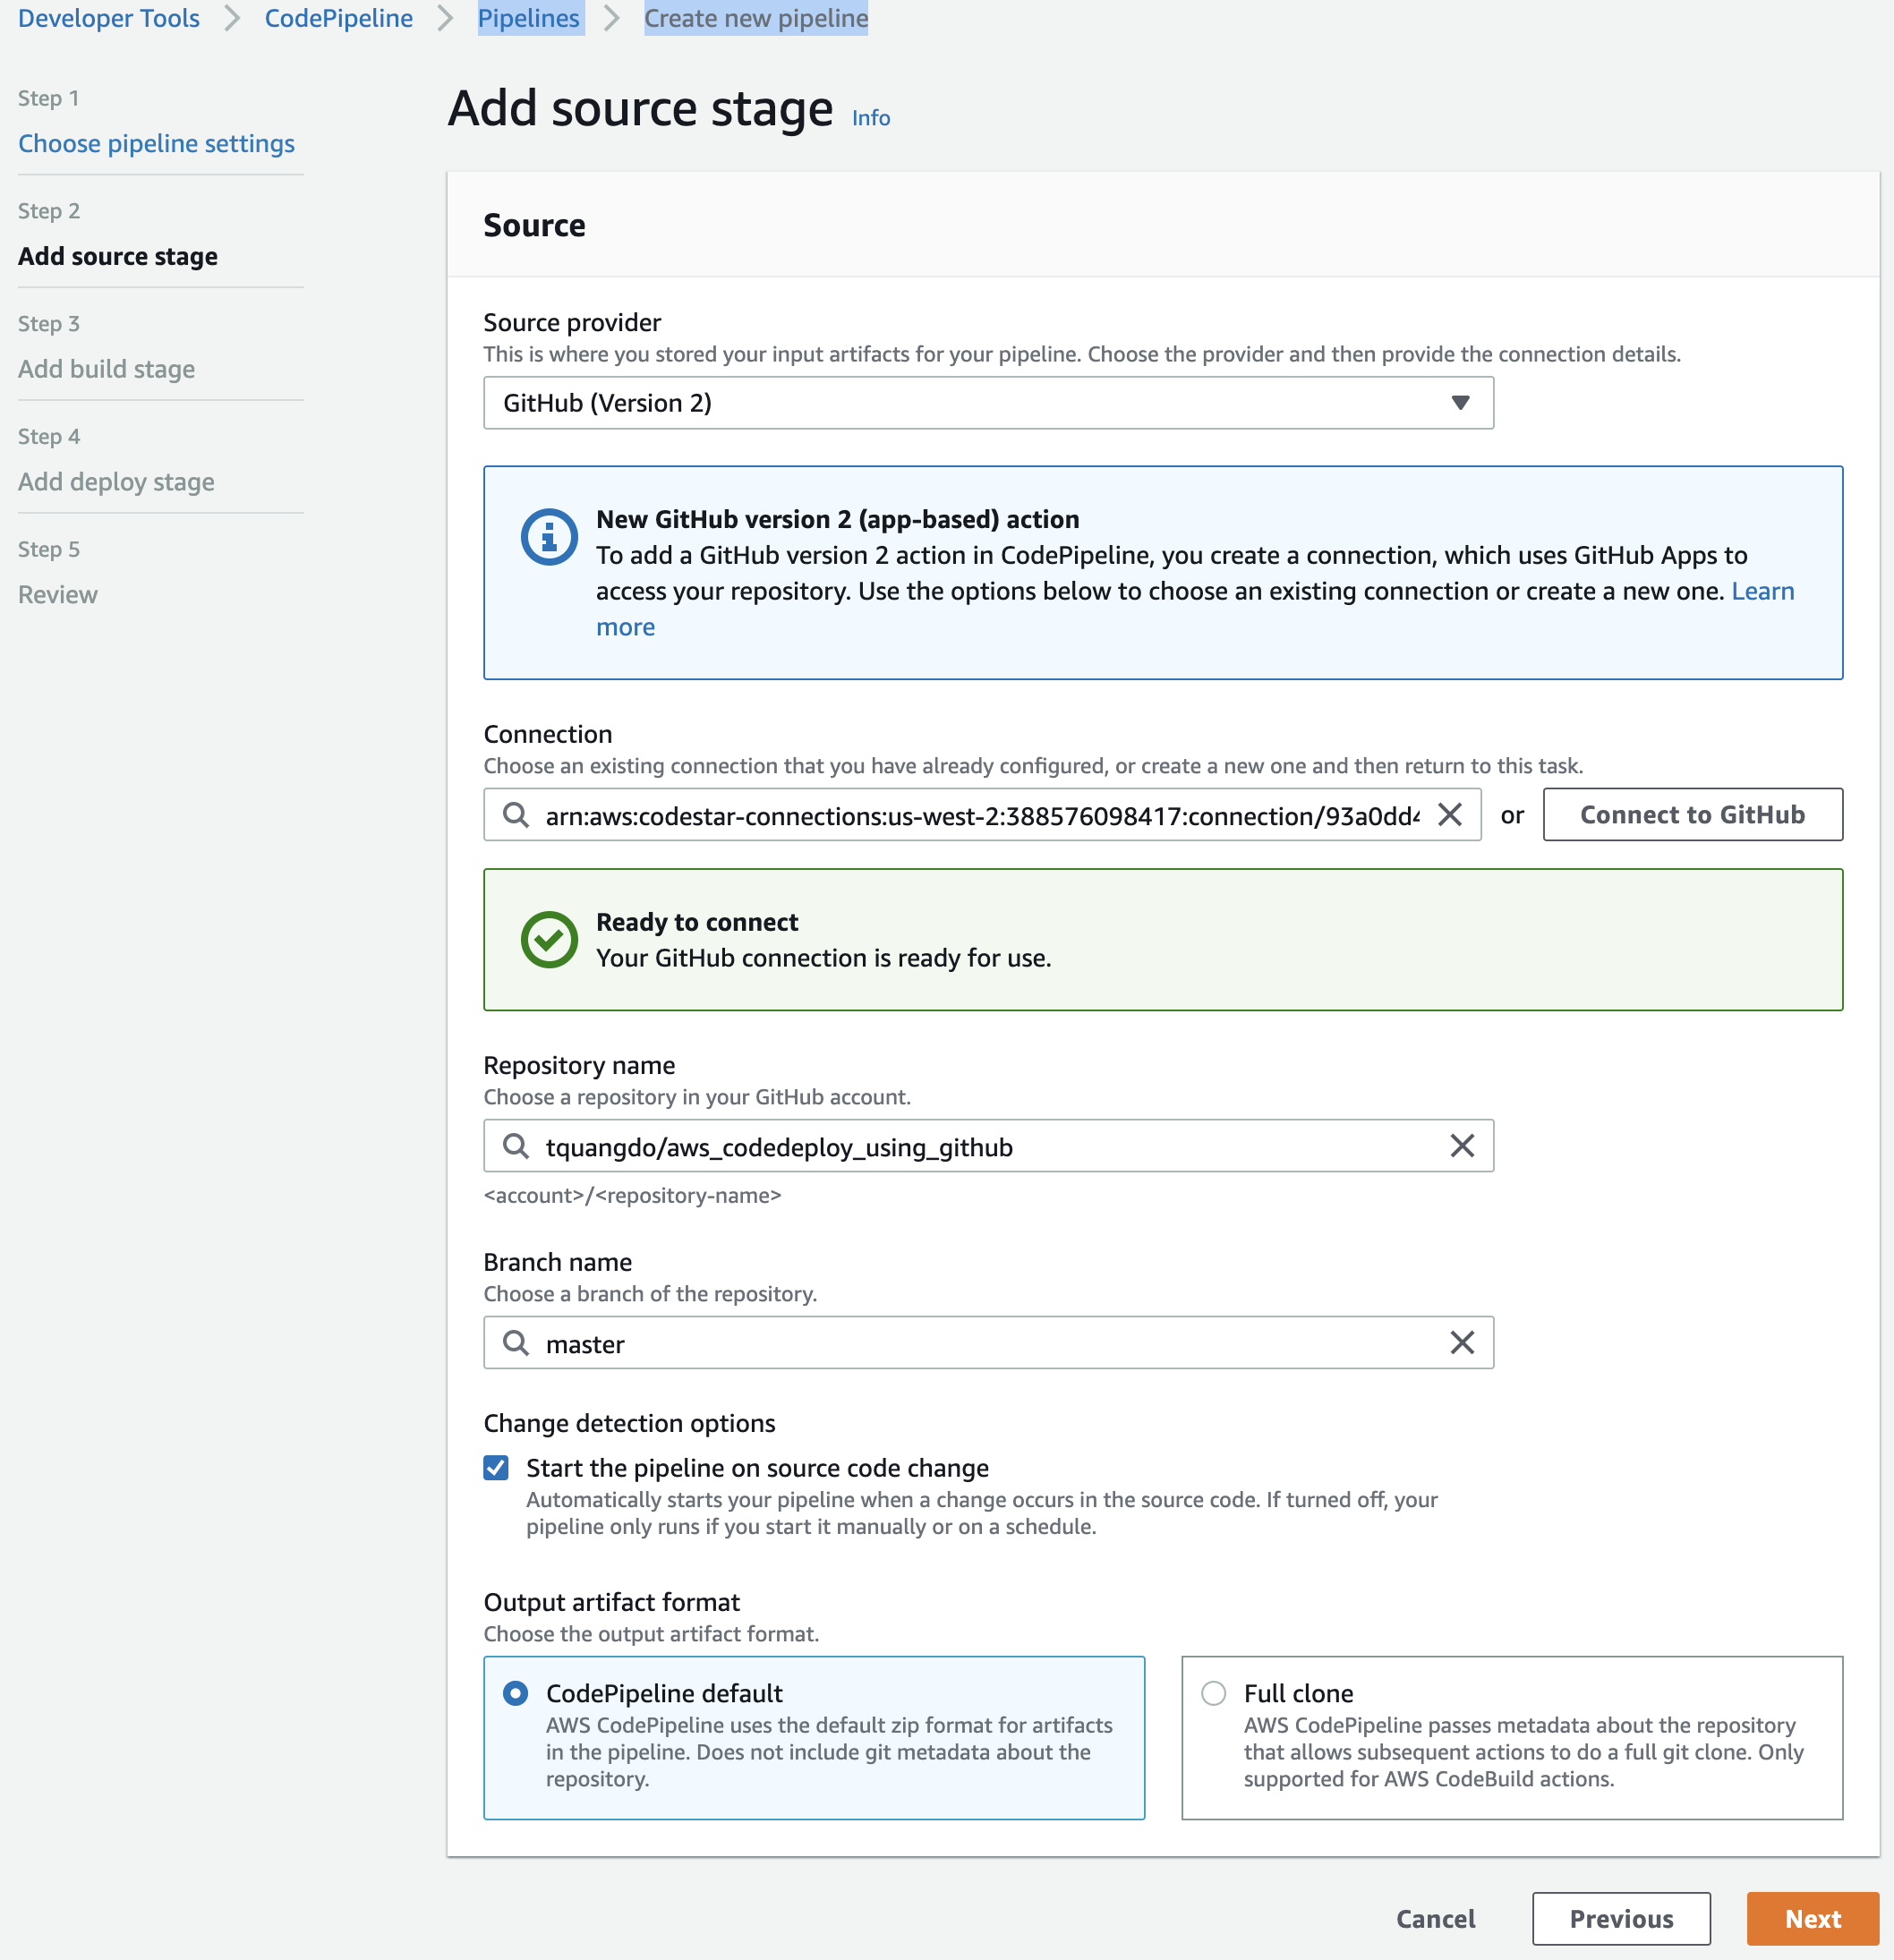 Developer Tools > CodePipeline > Pipelines > Create new pipeline
Step 1
Choose pipeline settings
Step 2
Add source stage
Step 3
Add build stage
Step 4
Add deploy stage
Step 5
Review
Add source stage Info
Source
Source provider
This is where you stored your input artifacts for your pipeline. Choose the provider and then provide the connection details.
GitHub (Version 2)
New GitHub version 2 (app-based) action
To add a GitHub version 2 action in CodePipeline, you create a connection, which uses GitHub Apps to
access your repository. Use the options below to choose an existing connection or create a new one. Learn
more
Connection
Choose an existing connection that you have already configured, or create a new one and then return to this task.
arn:aws:codestar-connections:us-west-2:388576098417:connection/93a0dd4 or Connect to GitHub
Ready to connect
Your GitHub connection is ready for use.
Repository name
Choose a repository in your GitHub account.
tquangdo/aws_codedeploy_using_github
<account>/<repository-name>
Branch name
Choose a branch of the repository.
master
Change detection options
Start the pipeline on source code change
Automatically starts your pipeline when a change occurs in the source code. If turned off, your
pipeline only runs if you start it manually or on a schedule.
Output artifact format
Choose the output artifact format.
CodePipeline default
AWS CodePipeline uses the default zip format for artifacts
in the pipeline. Does not include git metadata about the
repository.
Full clone
AWS CodePipeline passes metadata about the repository
that allows subsequent actions to do a full git clone. Only
supported for AWS CodeBuild actions.
Cancel Previous Next